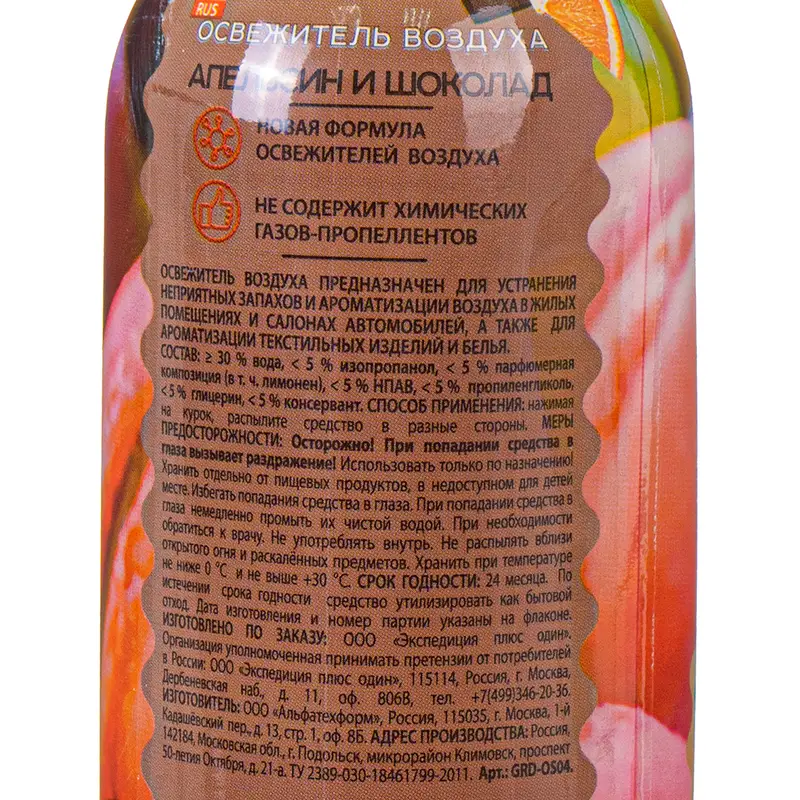 RUS
ОСВЕЖИТЕЛЬ ВОЗДУХА
АПЕЛЬСИН И ШОКОЛАД
НОВАЯ ФОРМУЛА
ОСВЕЖИТЕЛЕЙ ВОЗДУХА
НЕ СОДЕРЖИТ ХИМИЧЕСКИХ
ГАЗОВ-ПРОПЕЛЛЕНТОВ
ОСВЕЖИТЕЛЬ ВОЗДУХА ПРЕДНАЗНАЧЕН ДЛЯ УСТРАНЕНИЯ
НЕПРИЯТНЫХ ЗАПАХОВ И АРОМАТИЗАЦИИ ВОЗДУХА В ЖИЛЫХ
ПОМЕЩЕНИЯХ И САЛОНАХ АВТОМОБИЛЕЙ, А ТАКЖЕ ДЛЯ
АРОМАТИЗАЦИИ ТЕКСТИЛЬНЫХ ИЗДЕЛИЙ И БЕЛЬЯ.
СОСТАВ: ≥ 30 % вода, < 5 % изопропанол, < 5 % парфюмерная
композиция (в т. ч. лимонен), < 5 % НПАВ, < 5 % пропиленгликоль,
< 5 % глицерин, < 5 % консервант. СПОСОБ ПРИМЕНЕНИЯ: нажимая
на курок, распылите средство в разные стороны. МЕРЫ
ПРЕДОСТОРОЖНОСТИ: Осторожно! При попадании средства в
глаза вызывает раздражение! Использовать только по назначению!
Хранить отдельно от пищевых продуктов, в недоступном для детей
месте. Избегать попадания средства в глаза. При попадании средства в
глаза немедленно промыть их чистой водой. При необходимости
обратиться к врачу. Не употреблять внутрь. Не распылять вблизи
открытого огня и раскалённых предметов. Хранить при температуре
не ниже 0 °С и не выше +30 °С. СРОК ГОДНОСТИ: 24 месяца. По
истечении срока годности средство утилизировать как бытовой
отход. Дата изготовления и номер партии указаны на флаконе.
ИЗГОТОВЛЕНО ПО ЗАКАЗУ: ООО «Экспедиция плюс один».
Организация уполномоченная принимать претензии от потребителей
в России: ООО «Экспедиция плюс один», 115114, Россия, г. Москва,
Дербеневская наб., д. 11, оф. 806В, тел. +7(499)346-20-36.
ИЗГОТОВИТЕЛЬ: ООО «Альфатехформ», Россия, 115035, г. Москва, 1-й
Кадашёвский пер., д. 13, стр. 1, оф. 8Б. АДРЕС ПРОИЗВОДСТВА: Россия,
142184, Московская обл., г. Подольск, микрорайон Климовск, проспект
50-летия Октября, д. 21-а. ТУ 2389-030-18461799-2011. Арт.: GRD-OS04.